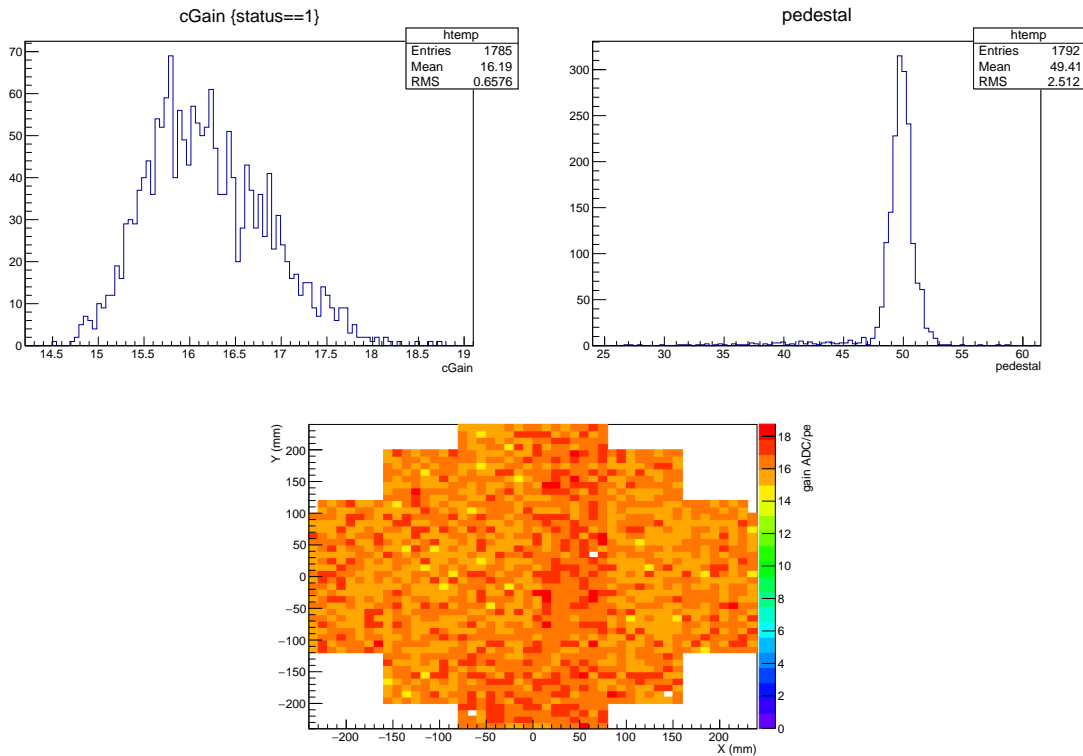 cGain {status==1}
htemp
Entries 1785
Mean 16.19
RMS 0.6576
70
60
50
40
30
20
10
0
14.5 15 15.5 16 16.5 17 17.5 18 18.5 19
cGain
pedestal
htemp
Entries 1792
Mean 49.41
RMS 2.512
300
250
200
150
100
50
0
25 30 35 40 45 50 55 60
pedestal
Y (mm)
200
150
100
50
0
−50
−100
−150
−200
−200 −150 −100 −50 0 50 100 150 200
X (mm)
18
16
14
12
10
8
6
4
2
0
gain ADC/pe